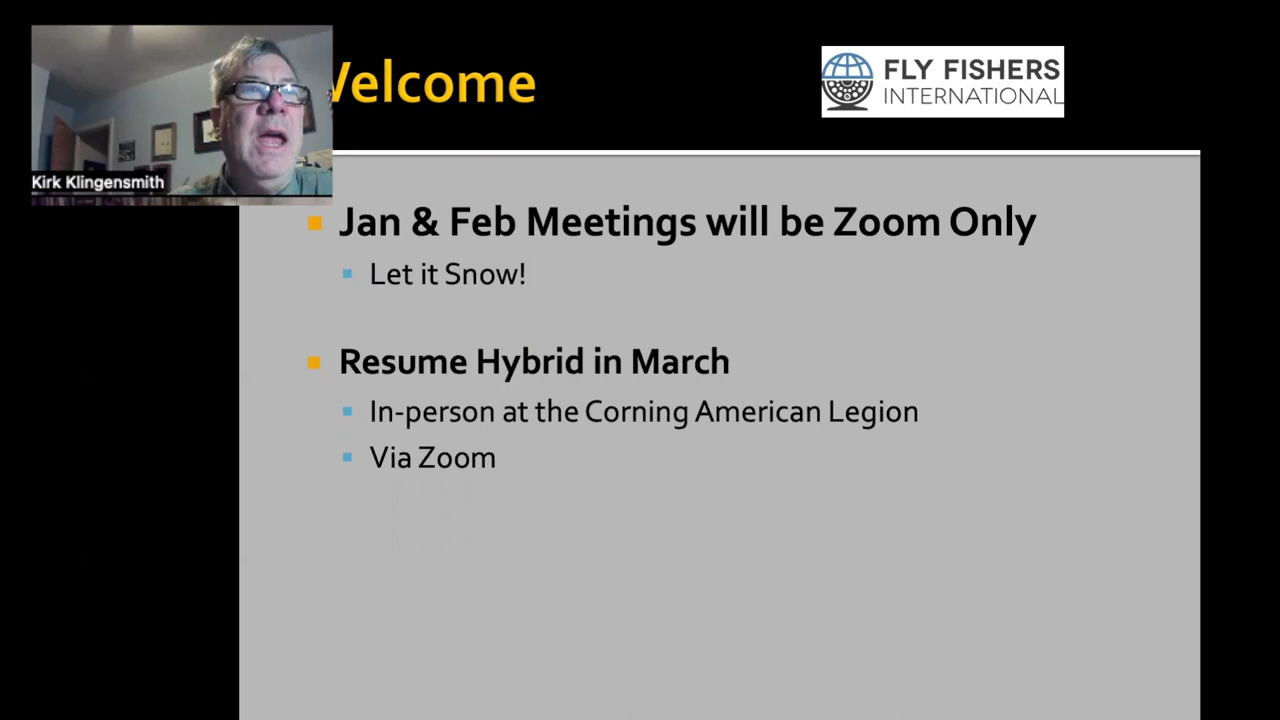 Welcome
FLY FISHERS
INTERNATIONAL
Kirk Klingensmith
Jan & Feb Meetings will be Zoom Only
Let it Snow!
Resume Hybrid in March
In-person at the Corning American Legion
Via Zoom